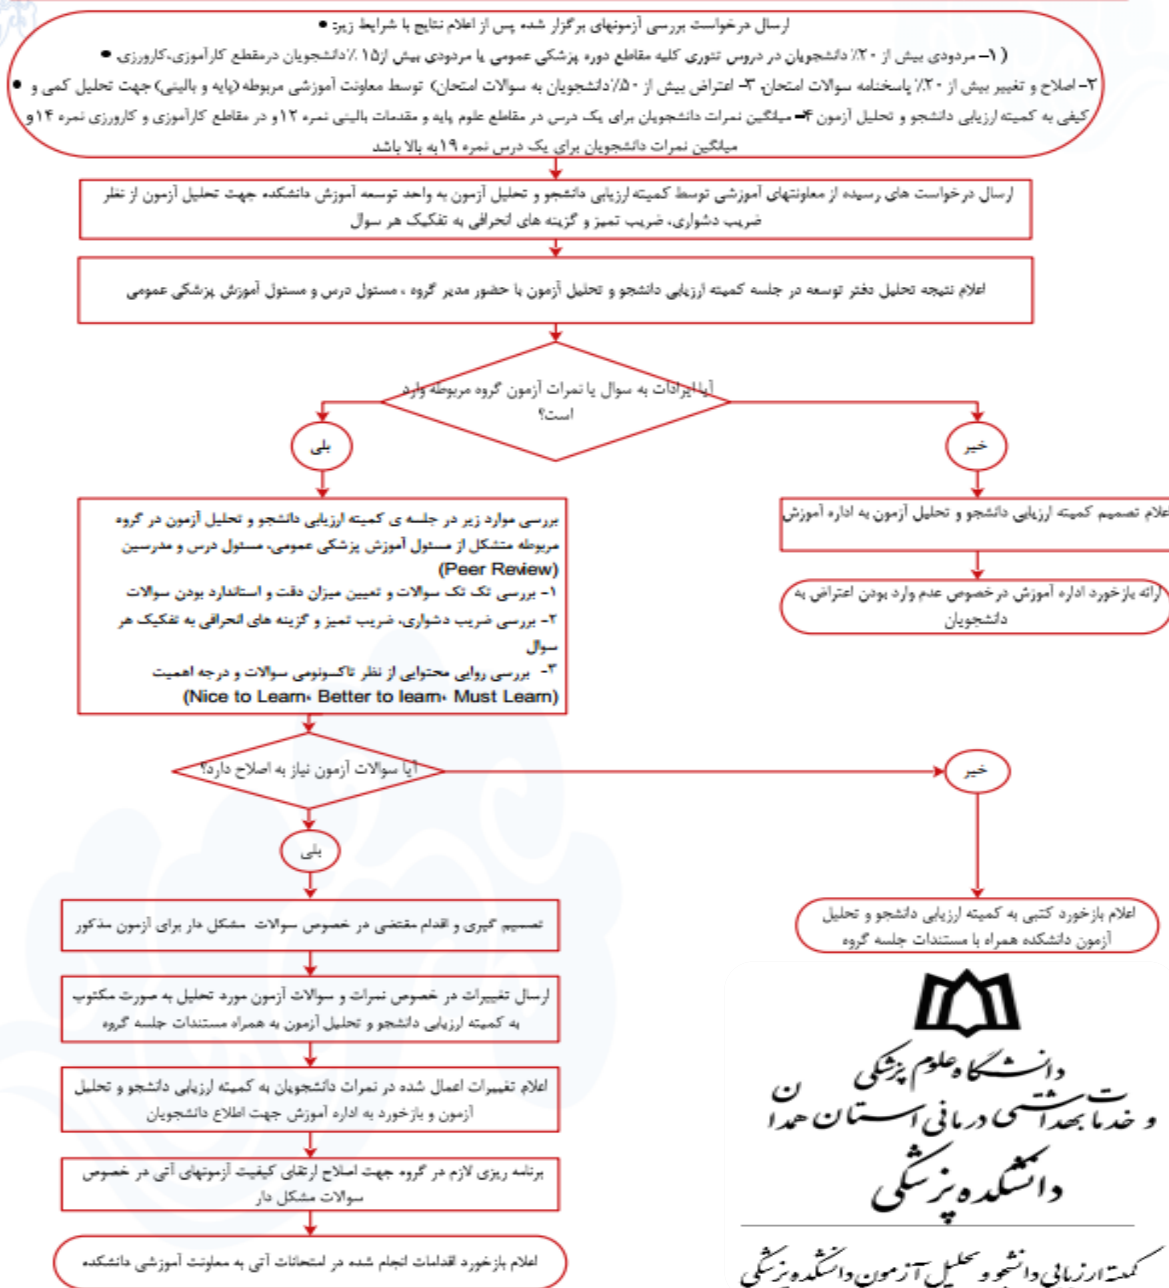 ارسال درخواست بررسی آزمونهای برگزار شده پس از اعلام نتایج با شرایط زیر: •
( ۱- مردودی بیش از ۲۰٪ دانشجویان در دروس تئوری کلیه مقاطع دوره پزشکی عمومی یا مردودی بیش از۱۵ ٪دانشجویان درمقطع کارآموزی،کارورزی. •
۲- اصلاح و تغییر بیش از ۲۰٪ پاسخنامه سوالات امتحان، ۳- اعتراض بیش از ۵۰٪دانشجویان به سوالات امتحان) توسط معاونت آموزشی مربوطه (پایه و بالینی) جهت تحلیل کمی و •
کیفی به کمیته ارزیابی دانشجو و تحلیل آزمون ۴- میانگین نمرات دانشجویان برای یک درس در مقاطع علوم پایه و مقدمات بالینی نمره ۱۲و در مقاطع کارآموزی و کارورزی نمره ۱۴و
میانگین نمرات دانشجویان برای یک درس نمره ۱۹به بالا باشد
ارسال درخواست های رسیده از معاونتهای آموزشی توسط کمیته ارزیابی دانشجو و تحلیل آزمون به واحد توسعه آموزش دانشکده جهت تحلیل آزمون از نظر
ضریب دشواری، ضریب تمیز و گزینه های انحرافی به تفکیک هر سوال
اعلام نتیجه تحلیل دفتر توسعه در جلسه کمیته ارزیابی دانشجو و تحلیل آزمون با حضور مدیر گروه ، مسئول درس و مسئول آموزش پزشکی عمومی
آیا ایرادات به سوال یا نمرات آزمون گروه مربوطه وارد
است؟
خیر
بلی
اعلام تصمیم کمیته ارزیابی دانشجو و تحلیل آزمون به اداره آموزش
ارائه بازخورد اداره آموزش درخصوص عدم وارد بودن اعتراض به
دانشجویان
بررسی موارد زیر در جلسه ی کمیته ارزیابی دانشجو و تحلیل آزمون در گروه
مربوطه متشکل از مسئول آموزش پزشکی عمومی، مسئول درس و مدرسین
(Peer Review)
۱- بررسی تک تک سوالات و تعیین میزان دقت و استاندارد بودن سوالات
۲- بررسی ضریب دشواری، ضریب تمیز و گزینه های انحرافی به تفکیک هر
سوال
۳- بررسی روایی محتوایی از نظر تاکسونومی سوالات و درجه اهمیت
(Nice to Learn، Better to learn، Must Learn)
آیا سوالات آزمون نیاز به اصلاح دارد؟
خیر
بلی
اعلام بازخورد کتبی به کمیته ارزیابی دانشجو و تحلیل
آزمون دانشکده همراه با مستندات جلسه گروه
تصمیم گیری و اقدام مقتضی در خصوص سوالات مشکل دار برای آزمون مذکور
ارسال تغییرات در خصوص نمرات و سوالات آزمون مورد تحلیل به صورت مکتوب
به کمیته ارزیابی دانشجو و تحلیل آزمون به همراه مستندات جلسه گروه
اعلام تغییرات اعمال شده در نمرات دانشجویان به کمیته ارزیابی دانشجو و تحلیل
آزمون و بازخورد به اداره آموزش جهت اطلاع دانشجویان
برنامه ریزی لازم در گروه جهت اصلاح ارتقای کیفیت آزمونهای آتی در خصوص
سوالات مشکل دار
اعلام بازخورد اقدامات انجام شده در امتحانات آتی به معاونت آموزشی دانشکده
دانشگاه علوم پزشکی
و خدمات بهداشتی درمانی استان همدان
دانشکده پزشکی
کمیته ارزیابی دانشجو و تحلیل آزمون دانشکده پزشکی